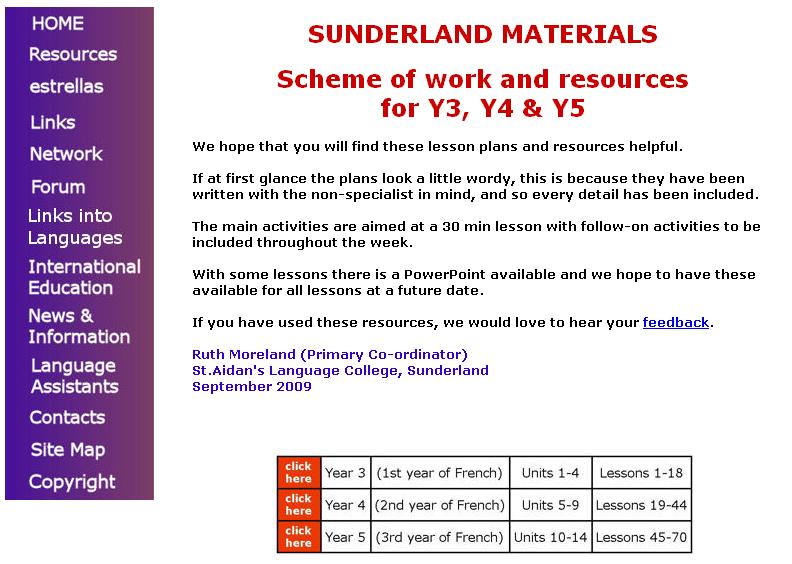 HOME
Resources
estrellas
Links
Network
Forum
Links into
Languages
International
Education
News &
Information
Language
Assistants
Contacts
Site Map
Copyright
SUNDERLAND MATERIALS
Scheme of work and resources
for Y3, Y4 & Y5
We hope that you will find these lesson plans and resources helpful.
If at first glance the plans look a little wordy, this is because they have been
written with the non-specialist in mind, and so every detail has been included.
The main activities are aimed at a 30 min lesson with follow-on activities to be
included throughout the week.
With some lessons there is a PowerPoint available and we hope to have these
available for all lessons at a future date.
If you have used these resources, we would love to hear your feedback.
Ruth Moreland (Primary Co-ordinator)
St.Aidan's Language College, Sunderland
September 2009
click here Year 3 (1st year of French) Units 1-4 Lessons 1-18
click here Year 4 (2nd year of French) Units 5-9 Lessons 19-44
click here Year 5 (3rd year of French) Units 10-14 Lessons 45-70